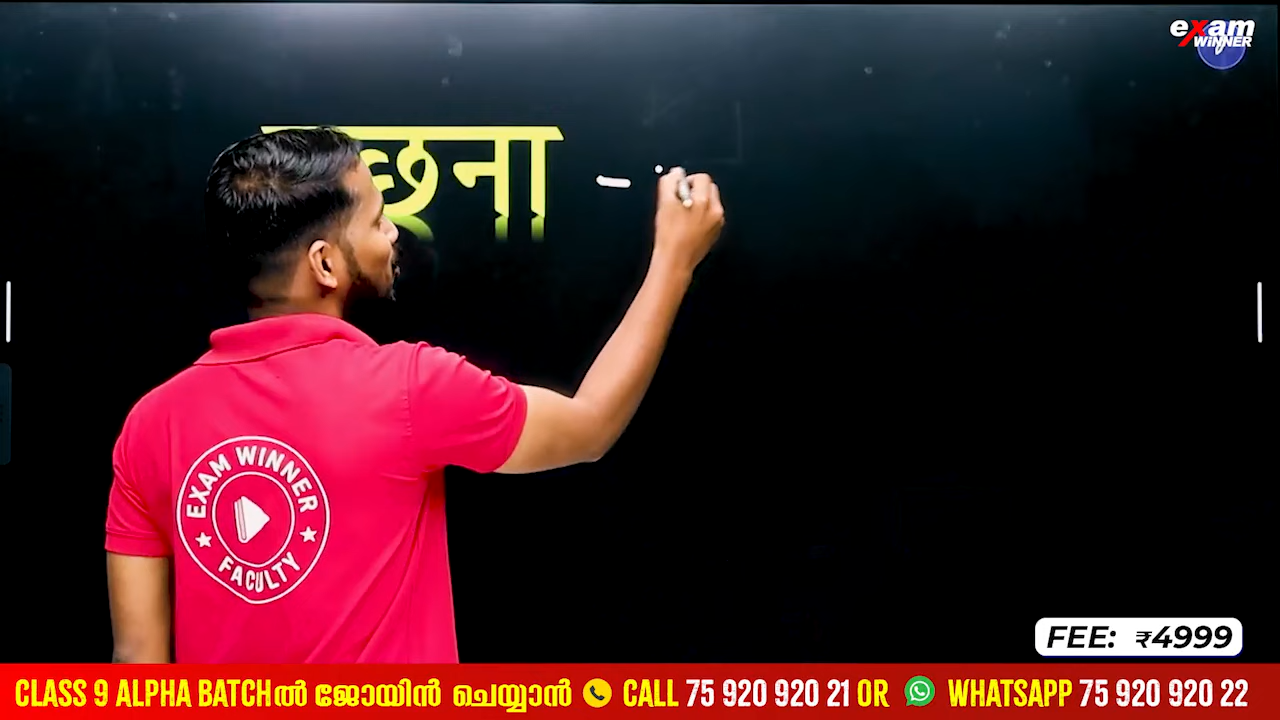 exam
WINNER
छना –
EXAM WINNER
FACULTY
FEE: ₹4999
CLASS 9 ALPHA BATCHൽ ജോയിൻ ചെയ്യാൻ CALL 75 920 920 21 OR WHATSAPP 75 920 920 22